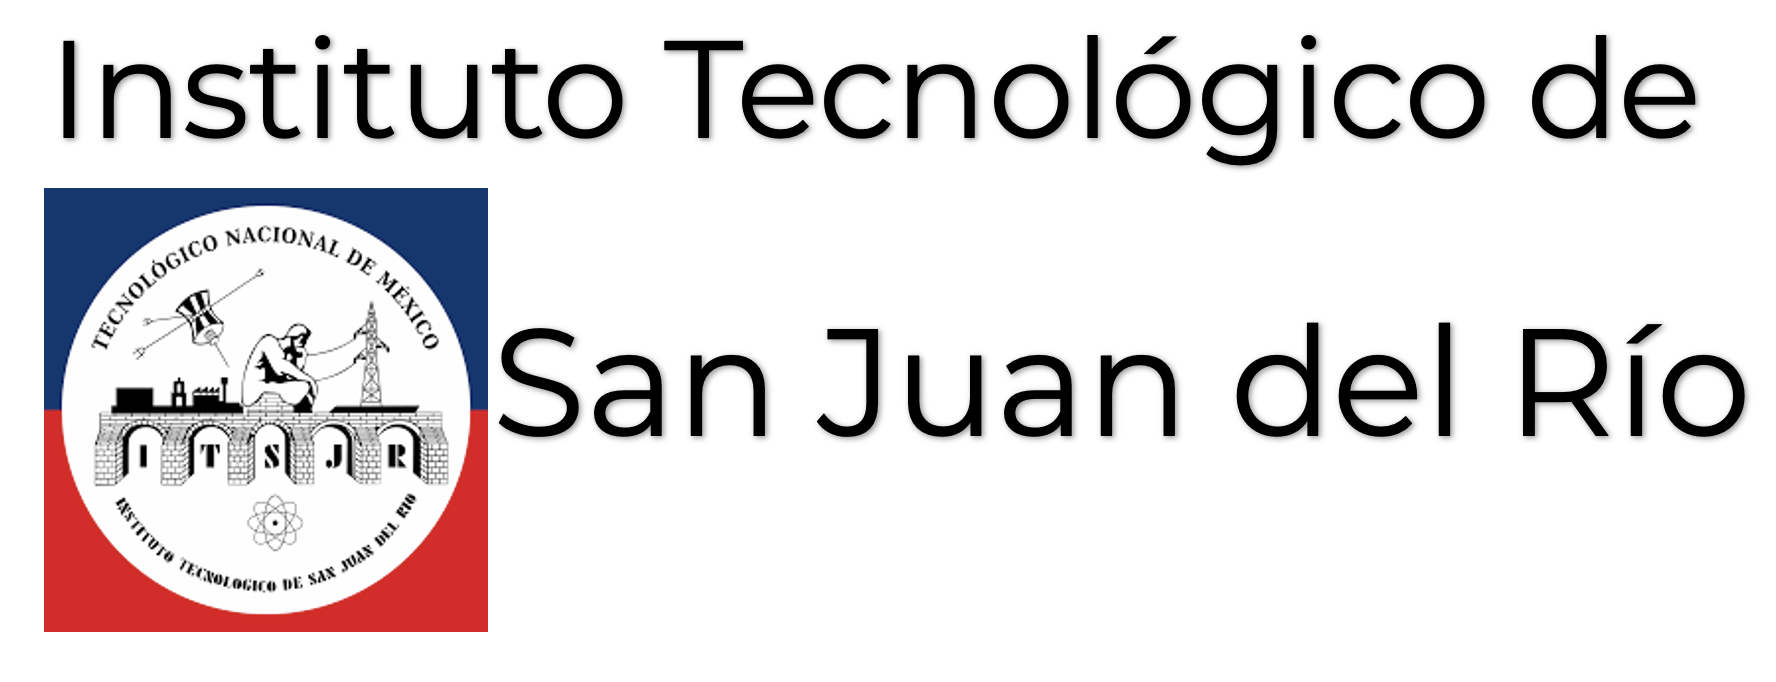 Instituto Tecnológico de
San Juan del Río
TECNOLÓGICO NACIONAL DE MÉXICO
I T S J R
INSTITUTO TECNOLOGICO DE SAN JUAN DEL RIO